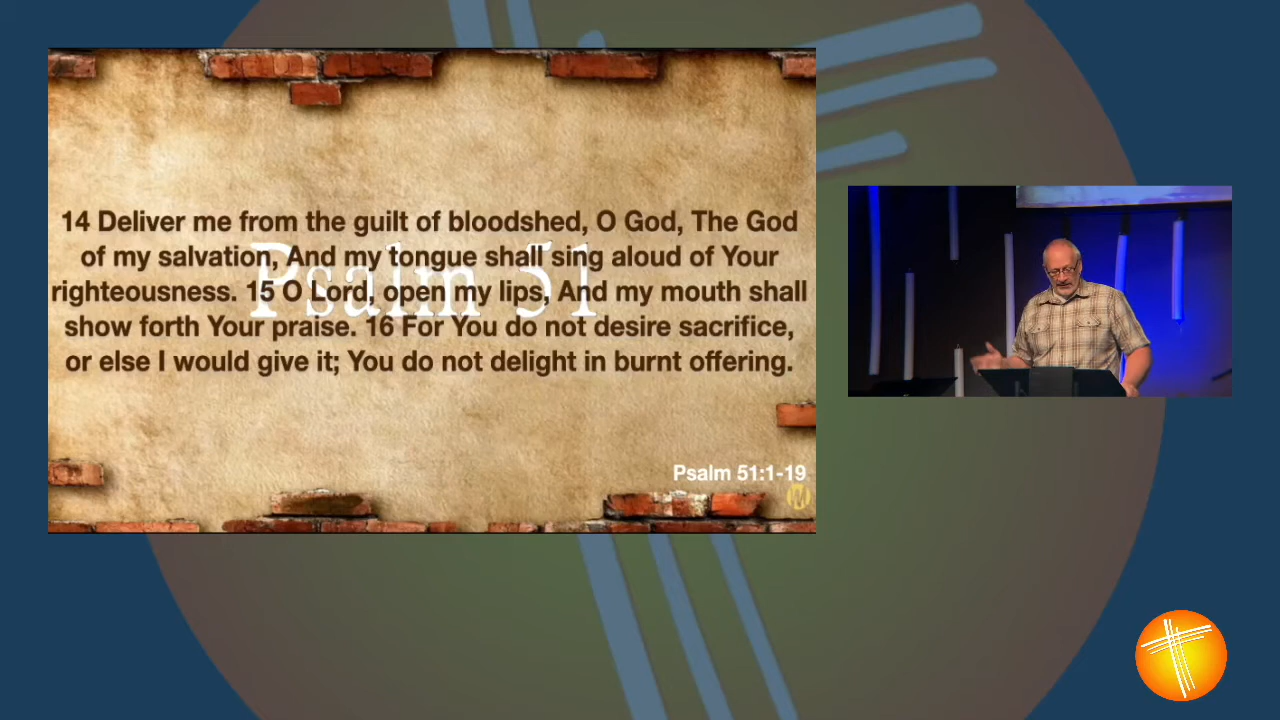 14 Deliver me from the guilt of bloodshed, O God, The God
of my salvation, And my tongue shall sing aloud of Your
righteousness. 15 O Lord, open my lips, And my mouth shall
show forth Your praise. 16 For You do not desire sacrifice,
or else I would give it; You do not delight in burnt offering.
Psalm 51
Psalm 51:1-19